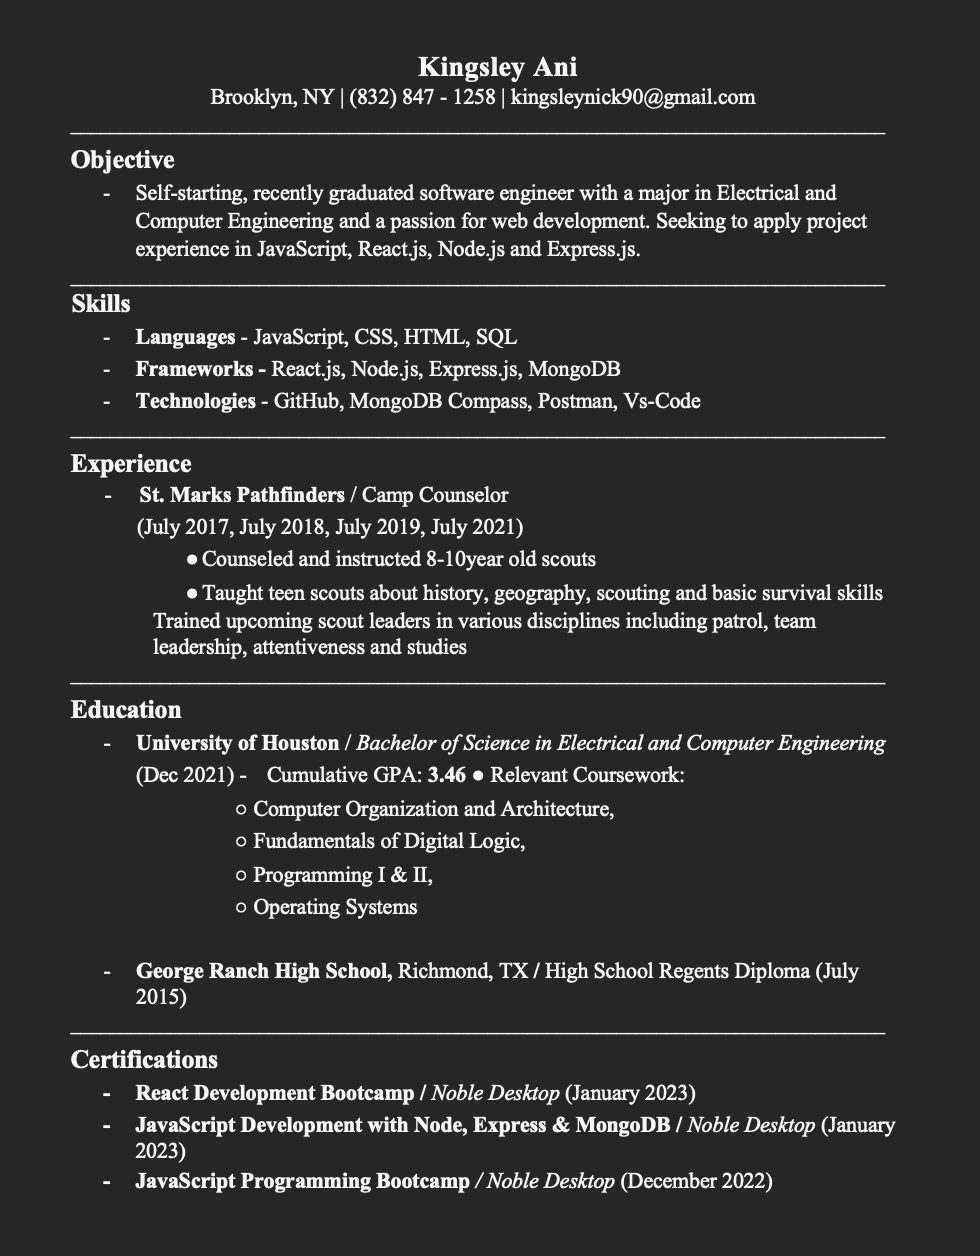 Kingsley Ani
Brooklyn, NY | (832) 847 - 1258 | kingsleynick90@gmail.com
Objective
- Self-starting, recently graduated software engineer with a major in Electrical and
Computer Engineering and a passion for web development. Seeking to apply project
experience in JavaScript, React.js, Node.js and Express.js.
Skills
- Languages - JavaScript, CSS, HTML, SQL
- Frameworks - React.js, Node.js, Express.js, MongoDB
- Technologies - GitHub, MongoDB Compass, Postman, Vs-Code
Experience
- St. Marks Pathfinders / Camp Counselor
(July 2017, July 2018, July 2019, July 2021)
● Counseled and instructed 8-10year old scouts
● Taught teen scouts about history, geography, scouting and basic survival skills
Trained upcoming scout leaders in various disciplines including patrol, team
leadership, attentiveness and studies
Education
- University of Houston / Bachelor of Science in Electrical and Computer Engineering
(Dec 2021) - Cumulative GPA: 3.46 ● Relevant Coursework:
○ Computer Organization and Architecture,
○ Fundamentals of Digital Logic,
○ Programming I & II,
○ Operating Systems
- George Ranch High School, Richmond, TX / High School Regents Diploma (July
2015)
Certifications
- React Development Bootcamp / Noble Desktop (January 2023)
- JavaScript Development with Node, Express & MongoDB / Noble Desktop (January
2023)
- JavaScript Programming Bootcamp / Noble Desktop (December 2022)